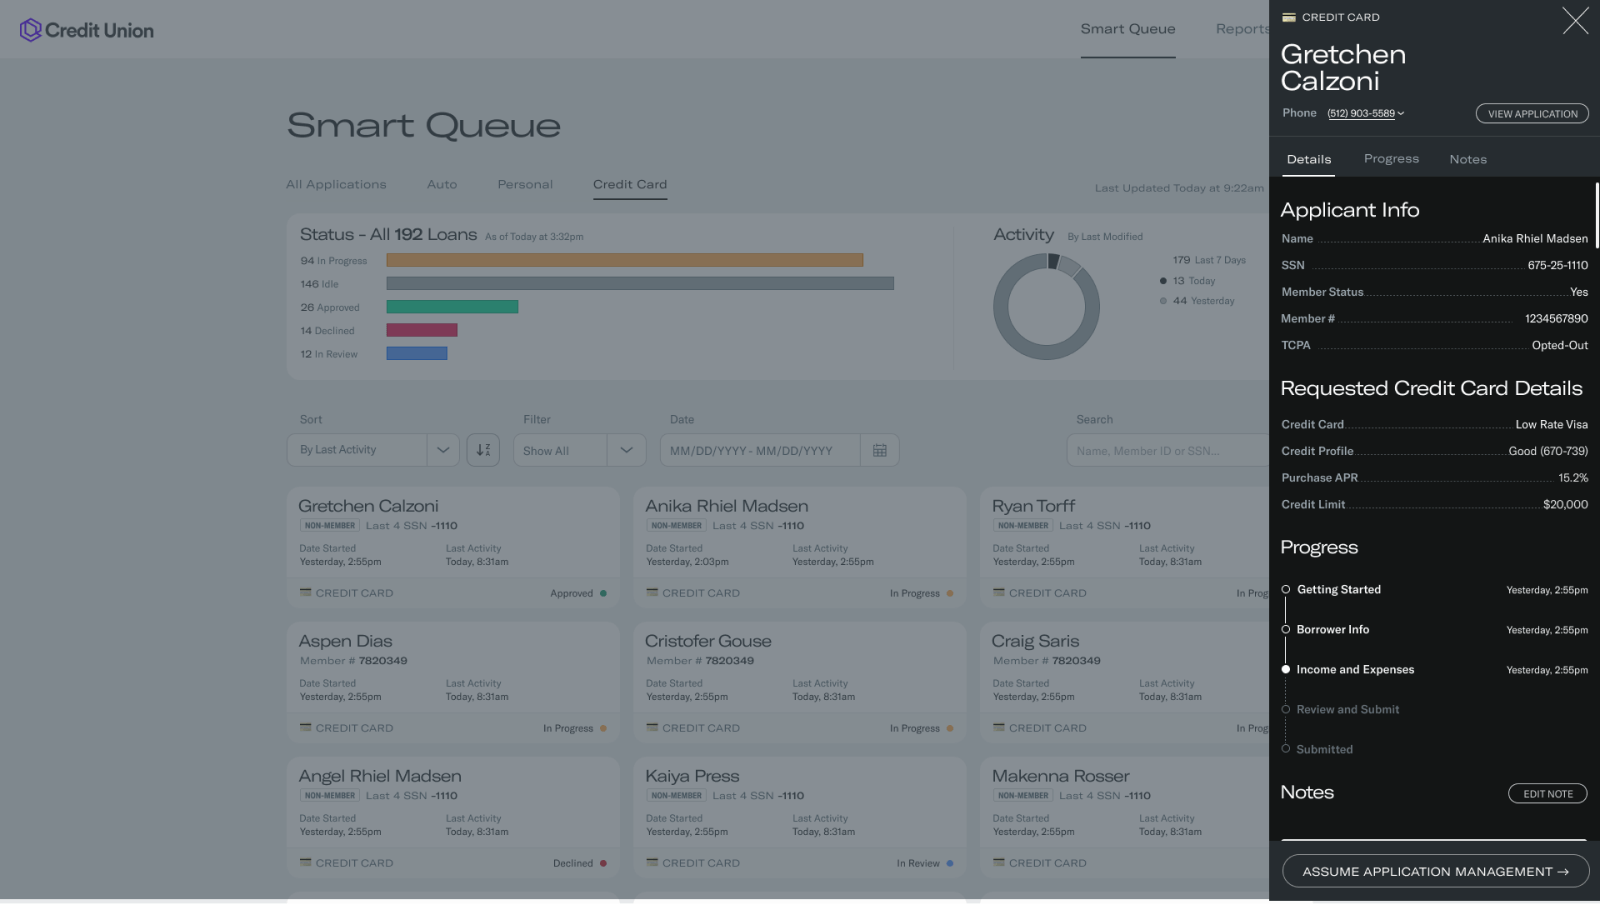 Credit Union
Smart Queue
Reports
Smart Queue
All Applications
Auto
Personal
Credit Card
Last Updated Today at 9:22am
Status - All 192 Loans
As of Today at 3:32pm
94 In Progress
146 Idle
26 Approved
14 Declined
12 In Review
Activity
By Last Modified
179 Last 7 Days
13 Today
44 Yesterday
Sort
By Last Activity
Filter
Show All
Date
MM/DD/YYYY - MM/DD/YYYY
Search
Name, Member ID or SSN...
Gretchen Calzoni
NON-MEMBER Last 4 SSN -1110
Date Started
Last Activity
Yesterday, 2:55pm
Today, 8:31am
CREDIT CARD
Approved
Anika Rhiel Madsen
NON-MEMBER Last 4 SSN -1110
Date Started
Last Activity
Yesterday, 2:03pm
Yesterday, 2:55pm
CREDIT CARD
In Progress
Ryan Torff
NON-MEMBER Last 4 SSN -1110
Date Started
Last Activity
Yesterday, 2:55pm
Today, 8:31am
CREDIT CARD
In Prog
Aspen Dias
Member # 7820349
Date Started
Last Activity
Yesterday, 2:55pm
Today, 8:31am
CREDIT CARD
In Progress
Cristofer Gouse
Member # 7820349
Date Started
Last Activity
Yesterday, 2:55pm
Today, 8:31am
CREDIT CARD
In Progress
Craig Saris
Member # 7820349
Date Started
Last Activity
Yesterday, 2:55pm
Today, 8:31am
CREDIT CARD
In Prog
Angel Rhiel Madsen
NON-MEMBER Last 4 SSN -1110
Date Started
Last Activity
Yesterday, 2:55pm
Today, 8:31am
CREDIT CARD
Declined
Kaiya Press
NON-MEMBER Last 4 SSN -1110
Date Started
Last Activity
Yesterday, 2:55pm
Today, 8:31am
CREDIT CARD
In Review
Makenna Rosser
NON-MEMBER Last 4 SSN -1110
Date Started
Last Activity
Yesterday, 2:55pm
Today, 8:31am
CREDIT CARD
CREDIT CARD
Gretchen
Calzoni
Phone (512) 903-5589
VIEW APPLICATION
Details
Progress
Notes
Applicant Info
Name Anika Rhiel Madsen
SSN 675-25-1110
Member Status Yes
Member # 1234567890
TCPA Opted-Out
Requested Credit Card Details
Credit Card Low Rate Visa
Credit Profile Good (670-739)
Purchase APR 15.2%
Credit Limit $20,000
Progress
Getting Started Yesterday, 2:55pm
Borrower Info Yesterday, 2:55pm
Income and Expenses Yesterday, 2:55pm
Review and Submit
Submitted
Notes
EDIT NOTE
ASSUME APPLICATION MANAGEMENT →